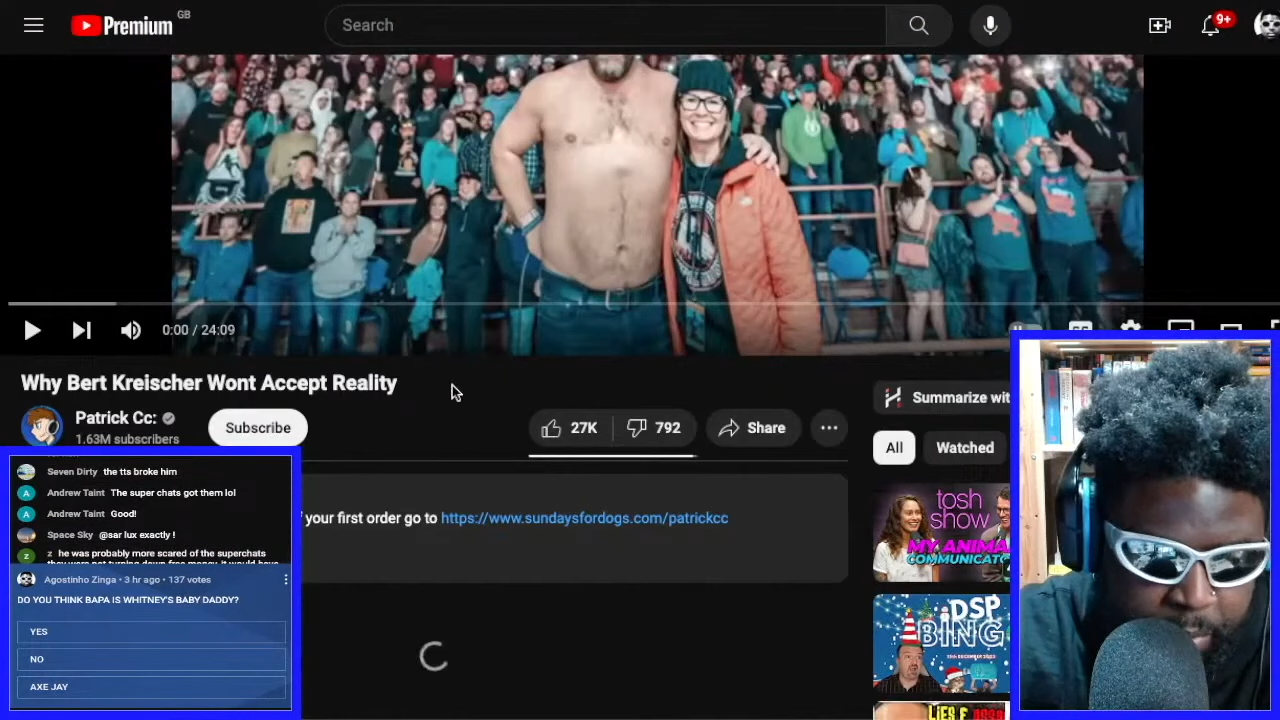 Premium GB
Search
9+
0:00 / 24:09
Why Bert Kreischer Wont Accept Reality
Patrick Cc:
1.63M subscribers
Subscribe
27K
792
Share
Summarize wit
All
Watched
your first order go to https://www.sundaysfordogs.com/patrickcc
Seven Dirty the tts broke him
Andrew Taint The super chats got them lol
Andrew Taint Good!
Space Sky @sar lux exactly !
z he was probably more scared of the superchats
Agostinho Zinga • 3 hr ago • 137 votes
DO YOU THINK BAPA IS WHITNEY'S BABY DADDY?
YES
NO
AXE JAY
tosh
show
MY ANIMA
COMMUNICATO
DSP
BING
LIES &